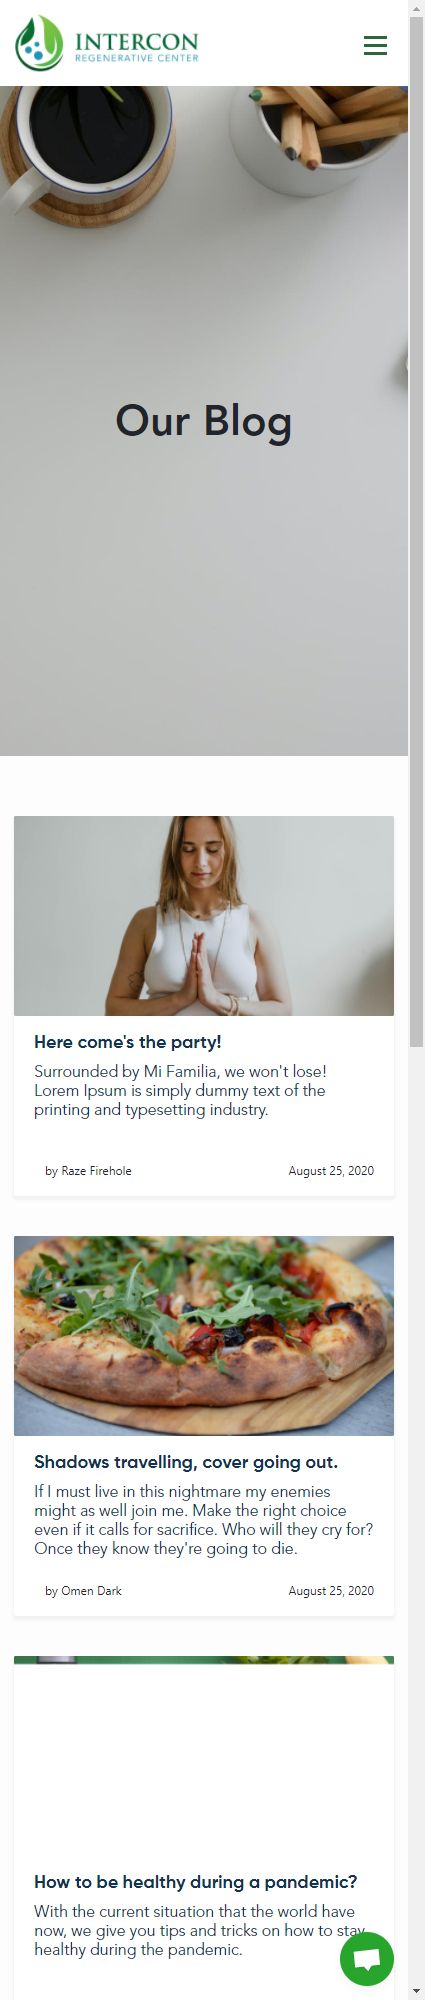 INTERCON
REGENERATIVE CENTER
Our Blog
Here come's the party!
Surrounded by Mi Familia, we won't lose!
Lorem Ipsum is simply dummy text of the
printing and typesetting industry.
by Raze Firehole
August 25, 2020
Shadows travelling, cover going out.
If I must live in this nightmare my enemies
might as well join me. Make the right choice
even if it calls for sacrifice. Who will they cry for?
Once they know they're going to die.
by Omen Dark
August 25, 2020
How to be healthy during a pandemic?
With the current situation that the world have
now, we give you tips and tricks on how to stay
healthy during the pandemic.